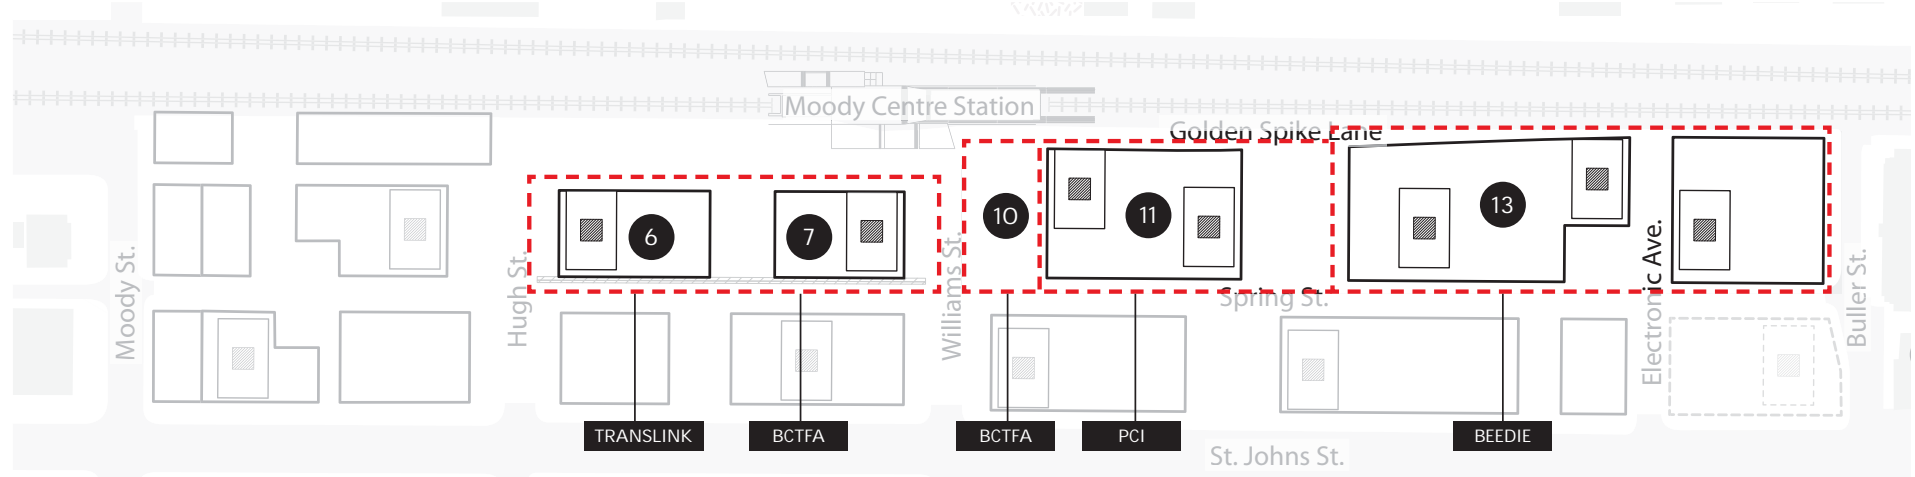 Moody Centre Station
Golden Spike Lane
10
11
13
6
7
Moody St.
Hugh St.
Williams St.
Electronic Ave.
Buller St.
Spring St.
TRANSLINK
BCTFA
BCTFA
PCI
BEEDIE
St. Johns St.